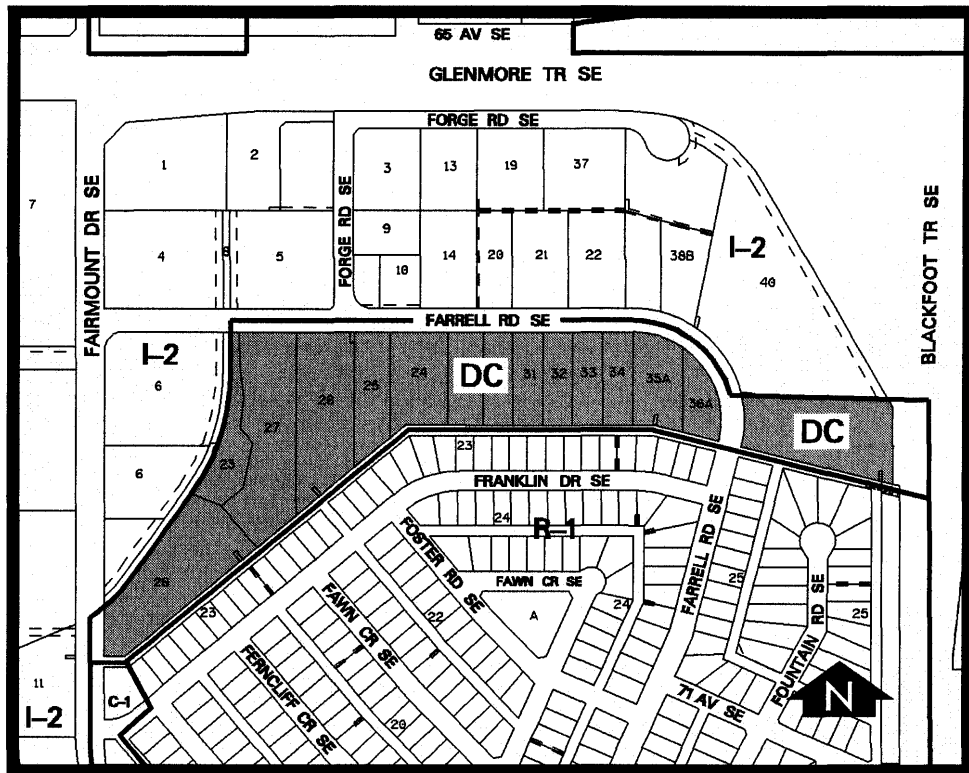 65 AV SE
GLENMORE TR SE
FORGE RD SE
1
2
3
13
19
37
7
FAIRMOUNT DR SE
FORGE RD SE
BLACKFOOT TR SE
4
8
5
9
10
14
20
21
22
38B
I-2
40
FARRELL RD SE
I-2
6
DC
27
26
25
24
31
32
33
34
35A
36A
DC
6
23
23
FRANKLIN DR SE
24
R-1
FOSTER RD SE
FARRELL RD SE
FAWN CR SE
25
FAWN CR SE
A
24
23
22
FOUNTAIN RD SE
25
FERNCLIFF CR SE
11
C-1
I-2
20
71 AV SE
N